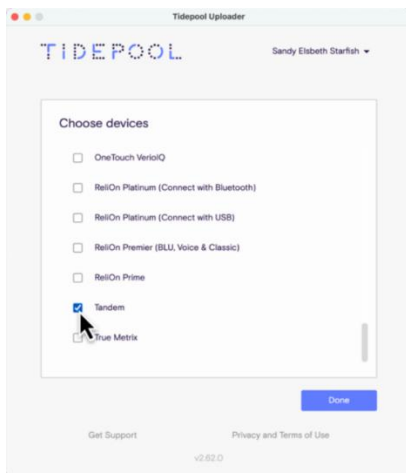 Tidepool Uploader
TIDEPOOL
Sandy Elsbeth Starfish
Choose devices
OneTouch VerioIQ
ReliOn Platinum (Connect with Bluetooth)
ReliOn Platinum (Connect with USB)
ReliOn Premier (BLU, Voice & Classic)
ReliOn Prime
Tandem
True Metrix
Done
Get Support
Privacy and Terms of Use
v2.62.0